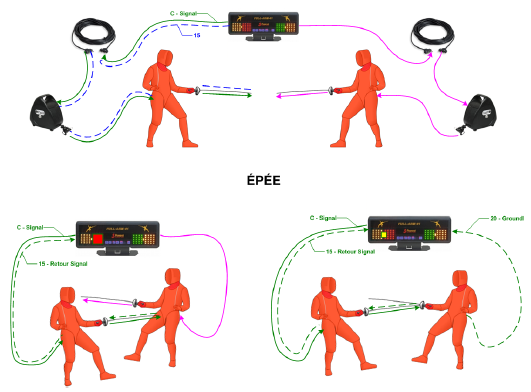 C - Signal
15
ÉPÉE
C - Signal
15 - Retour Signal
C - Signal
20 - Ground/
15 - Retour Signal